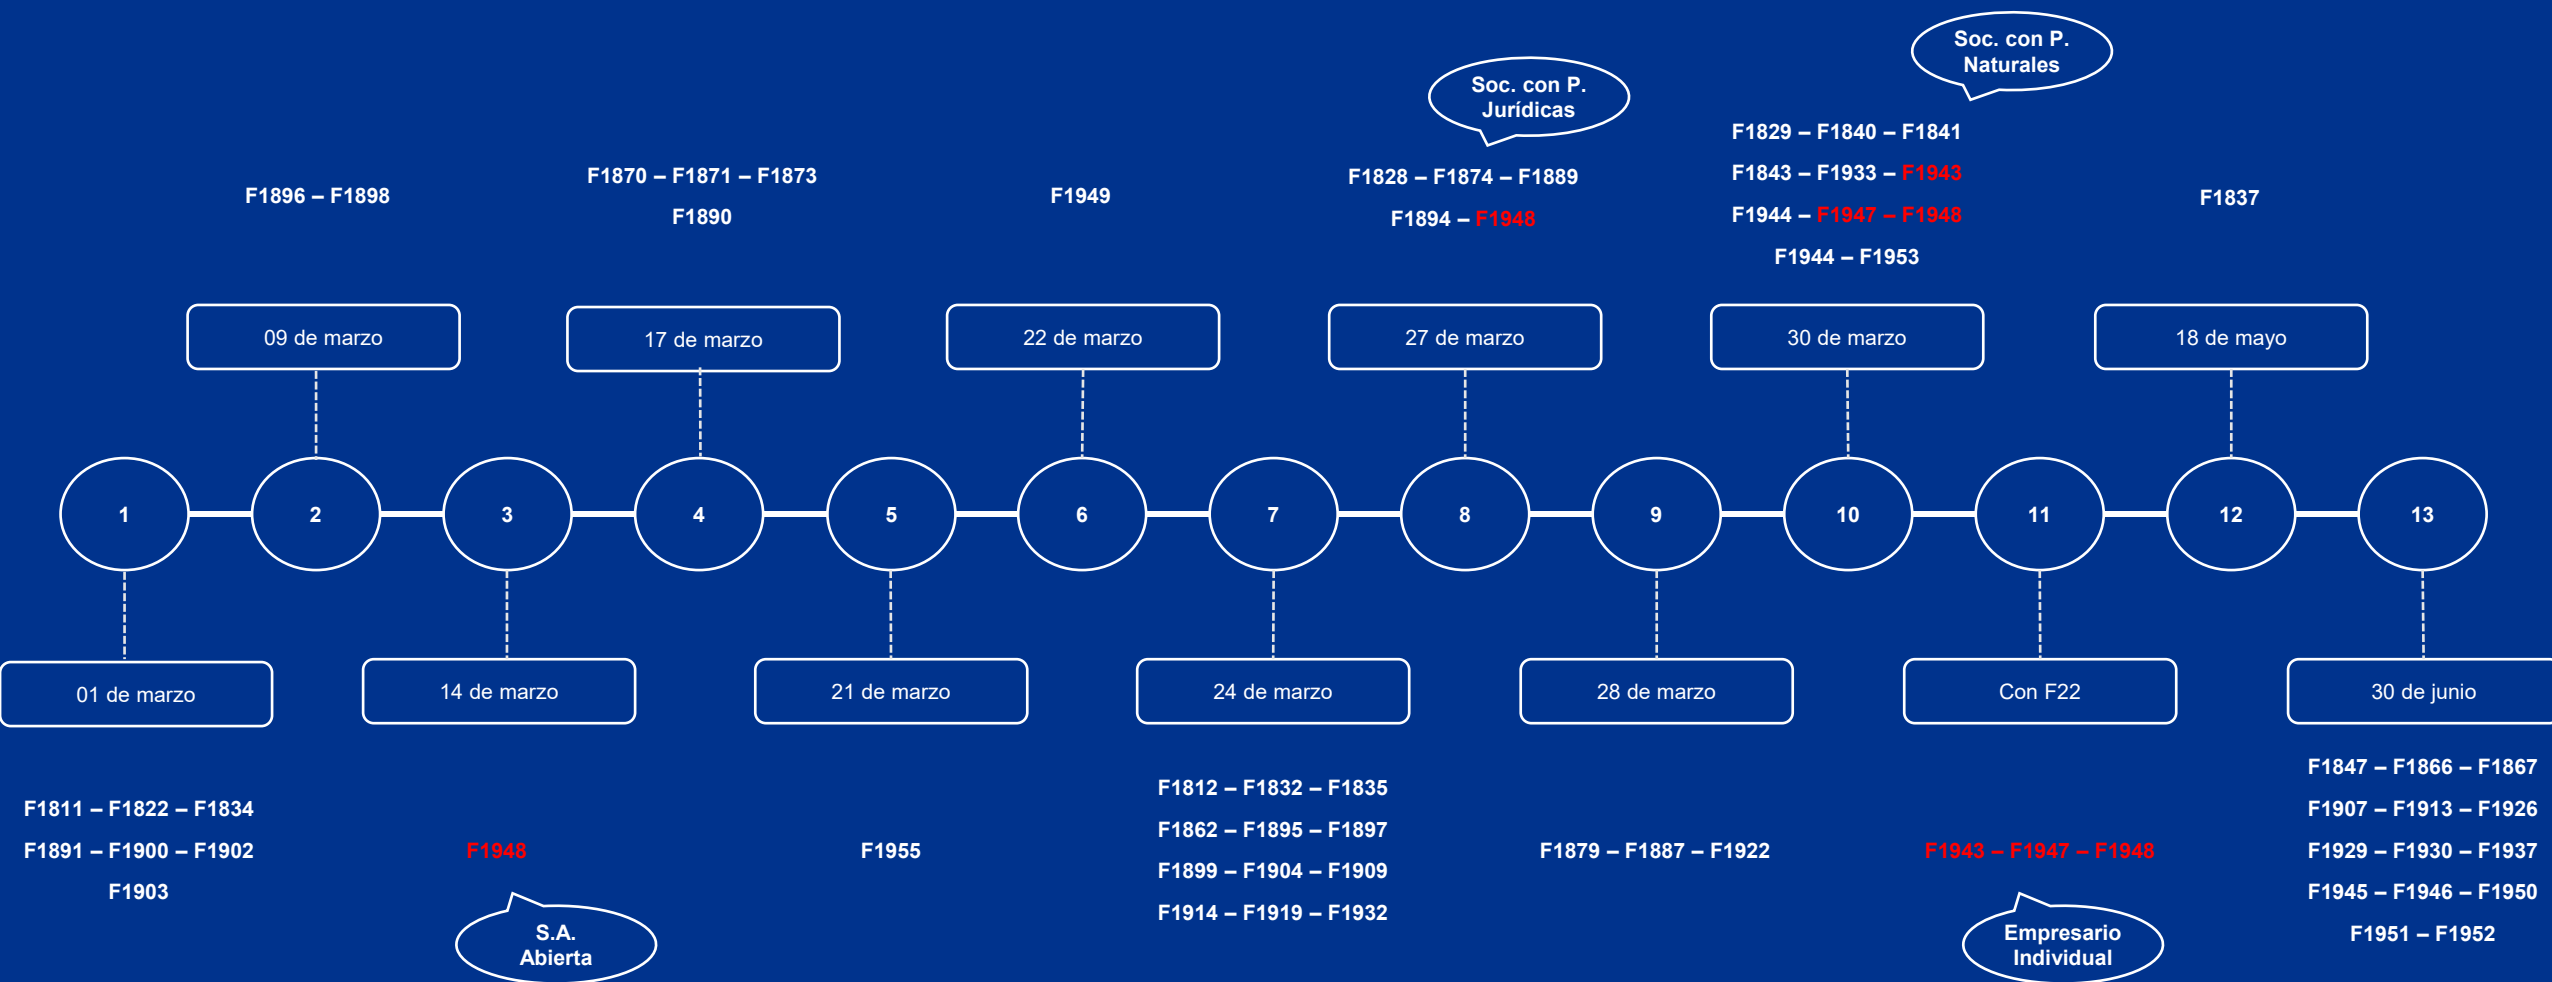 Soc. con P.
Naturales
Soc. con P.
Jurídicas
F1896 – F1898
F1870 – F1871 – F1873
F1890
F1949
F1828 – F1874 – F1889
F1894 – F1948
F1829 – F1840 – F1841
F1843 – F1933 – F1943
F1944 – F1947 – F1948
F1944 – F1953
F1837
09 de marzo
17 de marzo
22 de marzo
27 de marzo
30 de marzo
18 de mayo
1
2
3
4
5
6
7
8
9
10
11
12
13
01 de marzo
14 de marzo
21 de marzo
24 de marzo
28 de marzo
Con F22
30 de junio
F1811 – F1822 – F1834
F1891 – F1900 – F1902
F1903
F1948
S.A.
Abierta
F1955
F1812 – F1832 – F1835
F1862 – F1895 – F1897
F1899 – F1904 – F1909
F1914 – F1919 – F1932
F1879 – F1887 – F1922
F1943 – F1947 – F1948
Empresario
Individual
F1847 – F1866 – F1867
F1907 – F1913 – F1926
F1929 – F1930 – F1937
F1945 – F1946 – F1950
F1951 – F1952